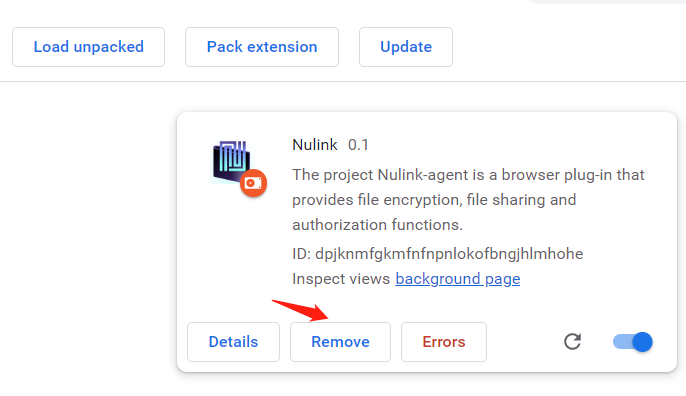 Load unpacked
Pack extension
Update
Nulink 0.1
The project Nulink-agent is a browser plug-in that
provides file encryption, file sharing and
authorization functions.
ID: dpjknmfgkmfnfnpnlokofbngjhlmhohe
Inspect views background page
Details
Remove
Errors